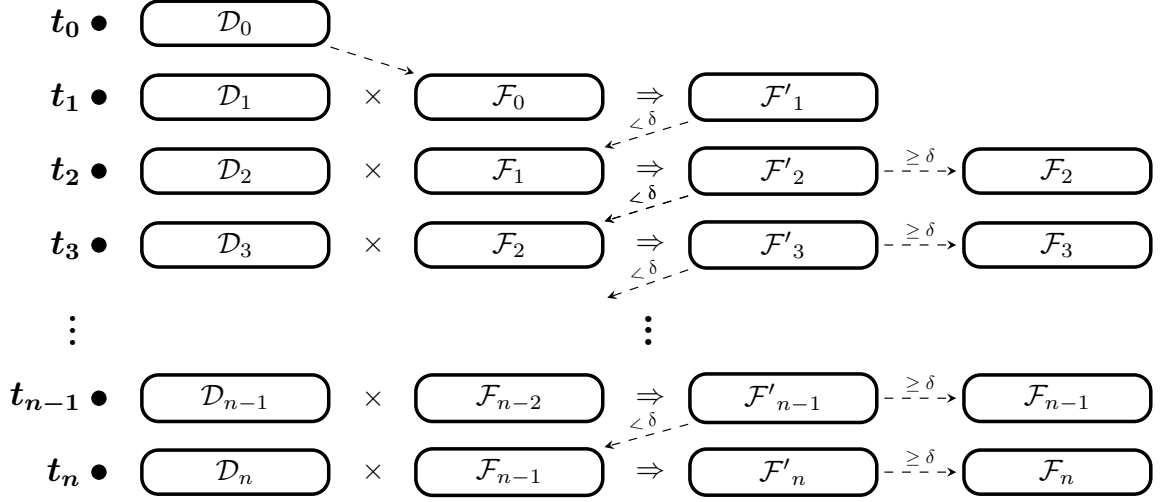 t₀ ● 𝒟₀
t₁ ● 𝒟₁ × ℱ₀ ⇒ ℱ'₁
< δ
t₂ ● 𝒟₂ × ℱ₁ ⇒ ℱ'₂ ≥ δ ℱ₂
< δ
t₃ ● 𝒟₃ × ℱ₂ ⇒ ℱ'₃ ≥ δ ℱ₃
< δ
⋮ ⋮
tₙ₋₁ ● 𝒟ₙ₋₁ × ℱₙ₋₂ ⇒ ℱ'ₙ₋₁ ≥ δ ℱₙ₋₁
< δ
tₙ ● 𝒟ₙ × ℱₙ₋₁ ⇒ ℱ'ₙ ≥ δ ℱₙ